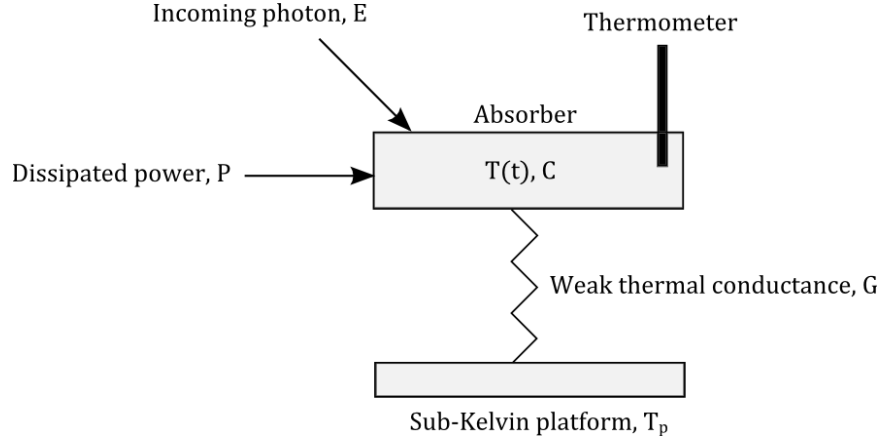 Incoming photon, E
Thermometer
Absorber
Dissipated power, P
T(t), C
Weak thermal conductance, G
Sub-Kelvin platform, Tₚ